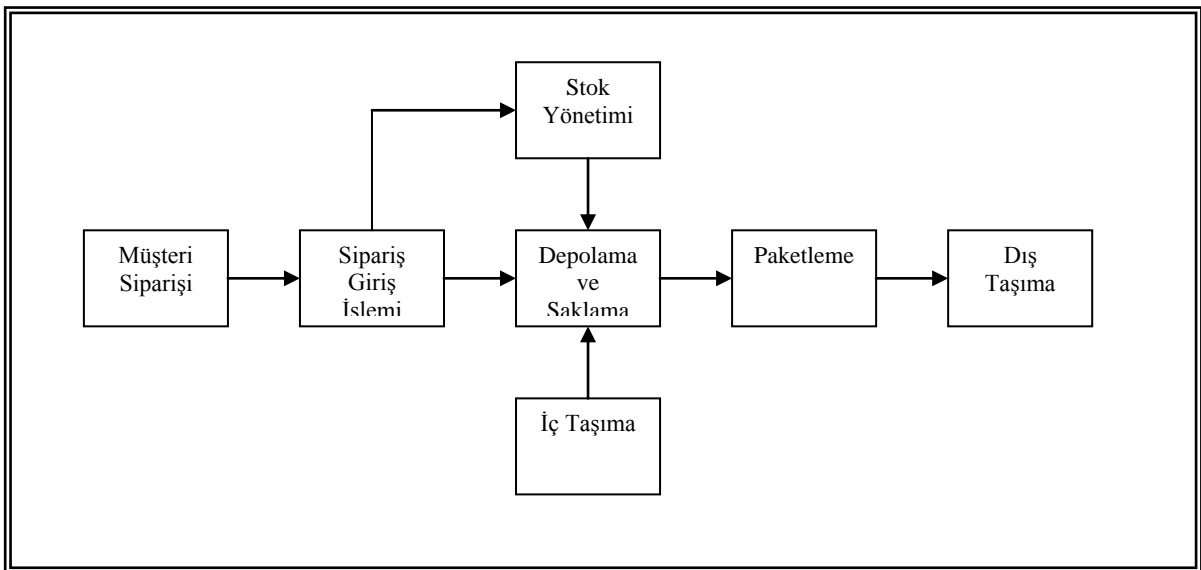 Stok
Yönetimi
Müşteri
Siparişi
Sipariş
Giriş
İşlemi
Depolama
ve
Saklama
Paketleme
Dış
Taşıma
İç Taşıma